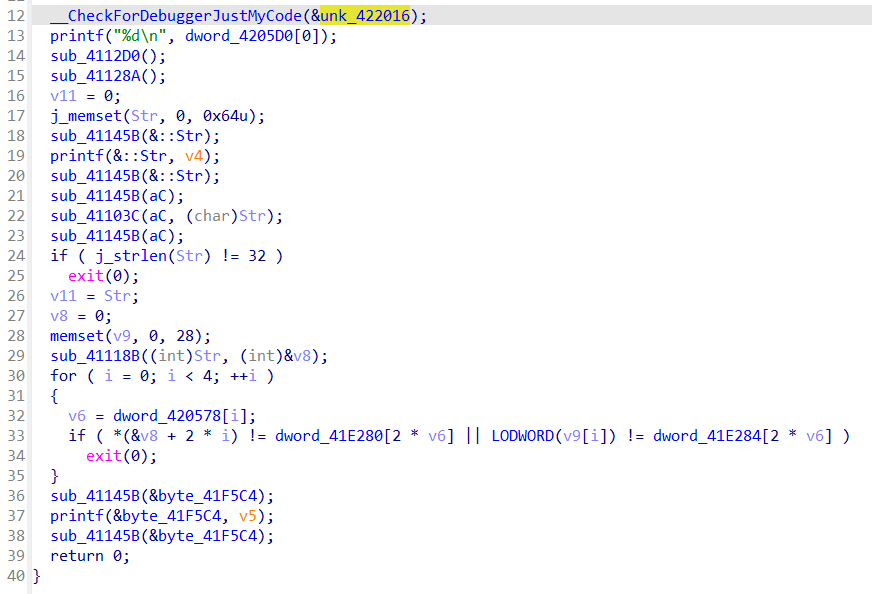 12 __CheckForDebuggerJustMyCode(&unk_422016);
13 printf("%d\n", dword_4205D0[0]);
14 sub_4112D0();
15 sub_41128A();
16 v11 = 0;
17 j_memset(Str, 0, 0x64u);
18 sub_41145B(&::Str);
19 printf(&::Str, v4);
20 sub_41145B(&::Str);
21 sub_41145B(aC);
22 sub_41103C(aC, (char)Str);
23 sub_41145B(aC);
24 if ( j_strlen(Str) != 32 )
25 exit(0);
26 v11 = Str;
27 v8 = 0;
28 memset(v9, 0, 28);
29 sub_41118B((int)Str, (int)&v8);
30 for ( i = 0; i < 4; ++i )
31 {
32 v6 = dword_420578[i];
33 if ( *(&v8 + 2 * i) != dword_41E280[2 * v6] || LODWORD(v9[i]) != dword_41E284[2 * v6] )
34 exit(0);
35 }
36 sub_41145B(&byte_41F5C4);
37 printf(&byte_41F5C4, v5);
38 sub_41145B(&byte_41F5C4);
39 return 0;
40 }